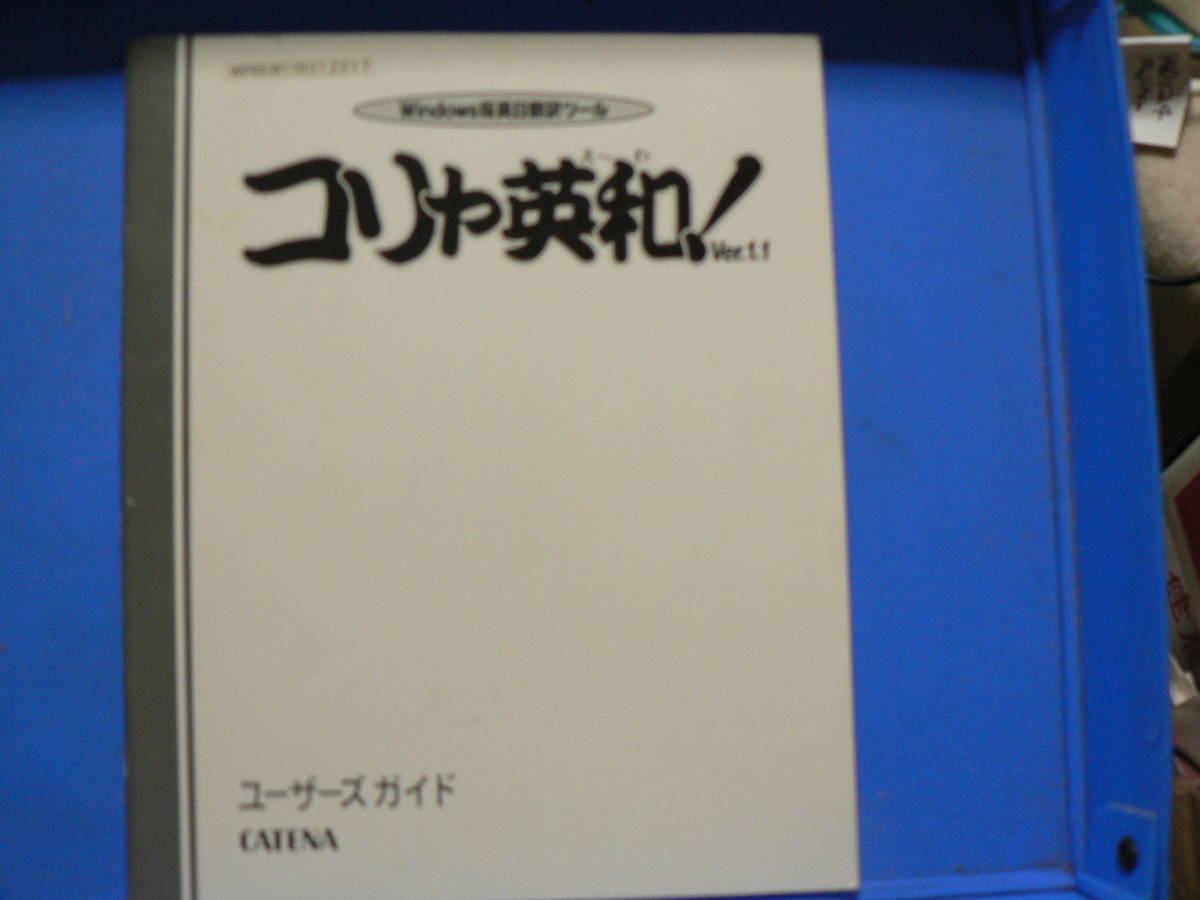 Windows版英日翻訳ツール
えーわ
コリャ英和!
Ver.1.1
ユーザーズ ガイド
CATENA